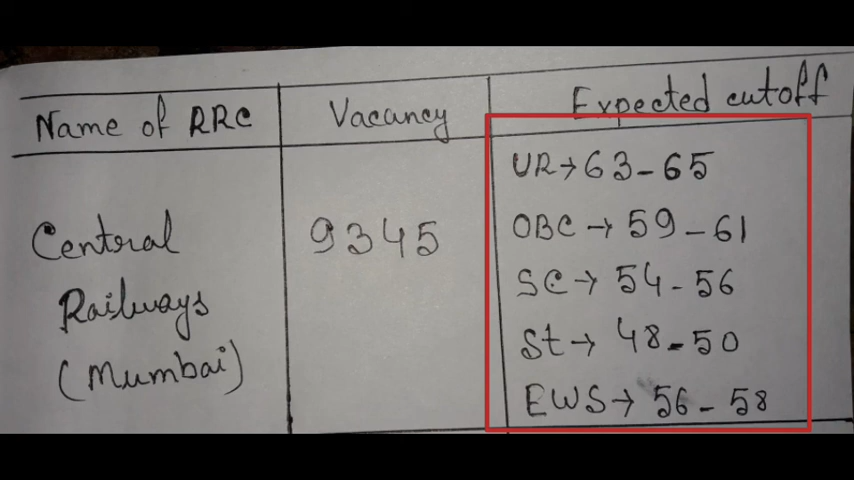 Name of RRC Vacancy Expected cutoff
UR→63-65
Centeral 9345 OBC→59-61
Railways SC→54-56
(Mumbai) St→48-50
EWS→56-58